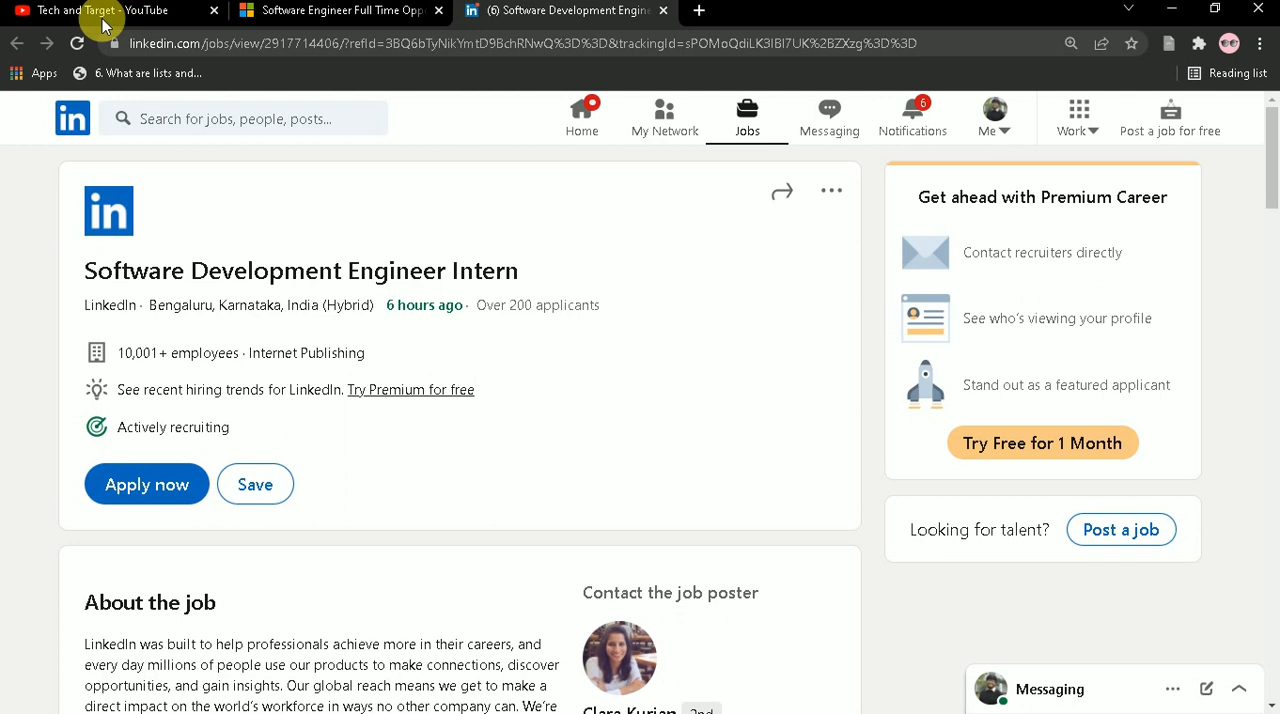 Tech and Target - YouTube
Software Engineer Full Time Opp
(6) Software Development Engine
linkedin.com/jobs/view/2917714406/?refId=3BQ6bTyNikYmtD9BchRNwQ%3D%3D&trackingId=sPOMoQdiLK3IBl7UK%2BZXzg%3D%3D
Apps
6. What are lists and...
Reading list
in
Search for jobs, people, posts...
Home
My Network
Jobs
Messaging
6
Notifications
Me
Work
Post a job for free
in
Software Development Engineer Intern
LinkedIn · Bengaluru, Karnataka, India (Hybrid) 6 hours ago · Over 200 applicants
10,001+ employees · Internet Publishing
See recent hiring trends for LinkedIn. Try Premium for free
Actively recruiting
Apply now
Save
Get ahead with Premium Career
Contact recruiters directly
See who's viewing your profile
Stand out as a featured applicant
Try Free for 1 Month
Looking for talent?
Post a job
About the job
LinkedIn was built to help professionals achieve more in their careers, and
every day millions of people use our products to make connections, discover
opportunities, and gain insights. Our global reach means we get to make a
direct impact on the world's workforce in ways no other company can. We're
Contact the job poster
Clara Kurian 2nd
Messaging